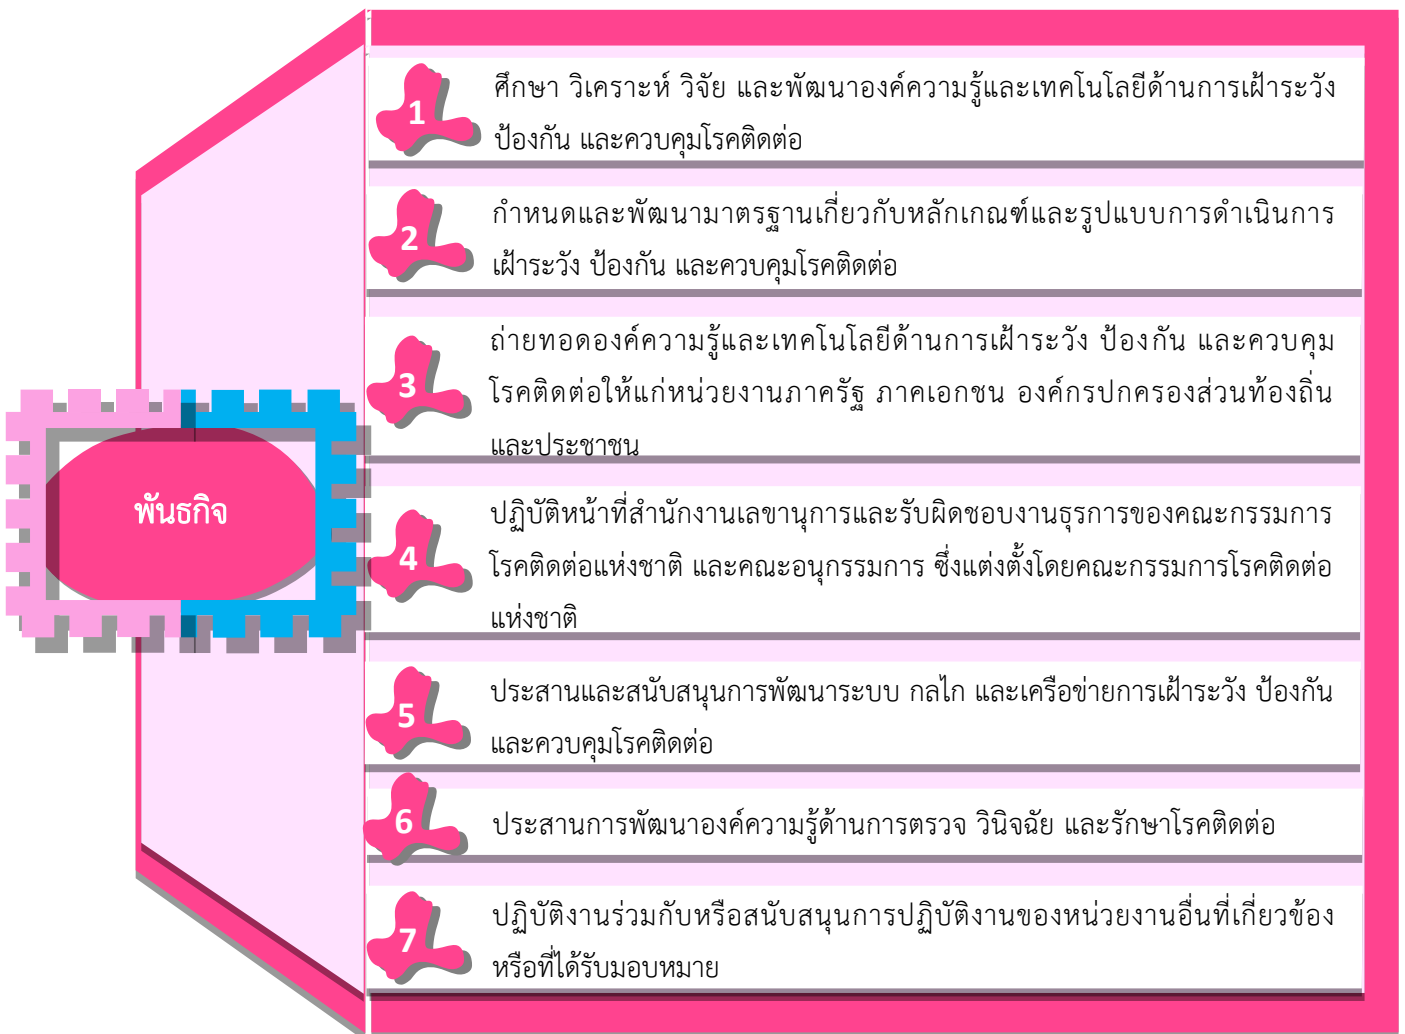 พันธกิจ
1
ศึกษา วิเคราะห์ วิจัย และพัฒนาองค์ความรู้และเทคโนโลยีด้านการเฝ้าระวัง
ป้องกัน และควบคุมโรคติดต่อ
2
กำหนดและพัฒนามาตรฐานเกี่ยวกับหลักเกณฑ์และรูปแบบการดำเนินการ
เฝ้าระวัง ป้องกัน และควบคุมโรคติดต่อ
3
ถ่ายทอดองค์ความรู้และเทคโนโลยีด้านการเฝ้าระวัง ป้องกัน และควบคุม
โรคติดต่อให้แก่หน่วยงานภาครัฐ ภาคเอกชน องค์กรปกครองส่วนท้องถิ่น
และประชาชน
4
ปฏิบัติหน้าที่สำนักงานเลขานุการและรับผิดชอบงานธุรการของคณะกรรมการ
โรคติดต่อแห่งชาติ และคณะอนุกรรมการ ซึ่งแต่งตั้งโดยคณะกรรมการโรคติดต่อ
แห่งชาติ
5
ประสานและสนับสนุนการพัฒนาระบบ กลไก และเครือข่ายการเฝ้าระวัง ป้องกัน
และควบคุมโรคติดต่อ
6
ประสานการพัฒนาองค์ความรู้ด้านการตรวจ วินิจฉัย และรักษาโรคติดต่อ
7
ปฏิบัติงานร่วมกับหรือสนับสนุนการปฏิบัติงานของหน่วยงานอื่นที่เกี่ยวข้อง
หรือที่ได้รับมอบหมาย